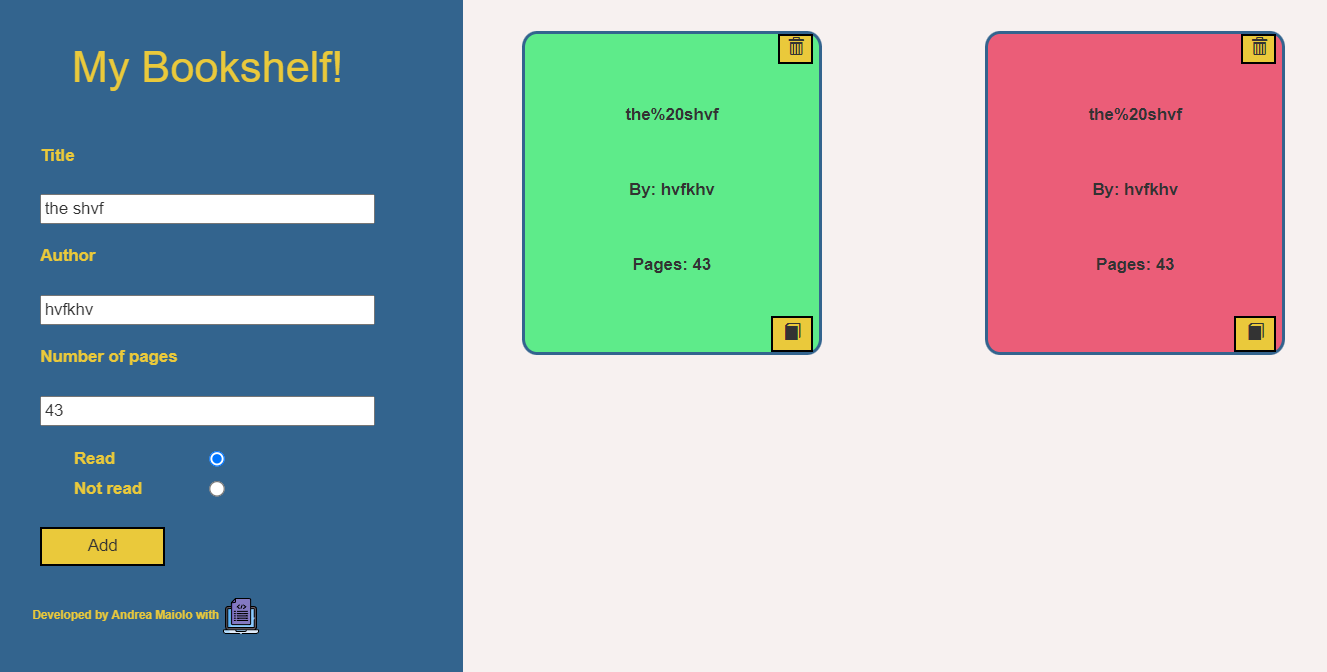 My Bookshelf!
Title
the shvf
Author
hvfkhv
Number of pages
43
Read
Not read
Add
Developed by Andrea Maiolo with
the%20shvf
By: hvfkhv
Pages: 43
the%20shvf
By: hvfkhv
Pages: 43